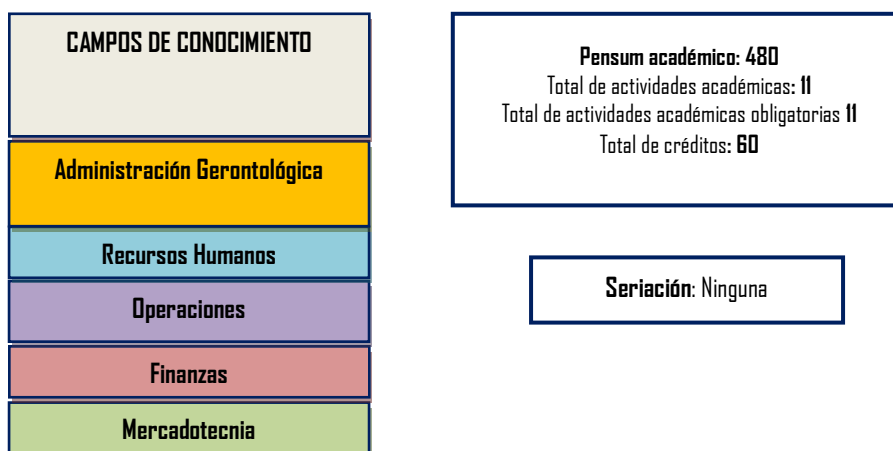 CAMPOS DE CONOCIMIENTO
Administración Gerontológica
Recursos Humanos
Operaciones
Finanzas
Mercadotecnia
Pensum académico: 480
Total de actividades académicas: 11
Total de actividades académicas obligatorias 11
Total de créditos: 60
Seriación: Ninguna